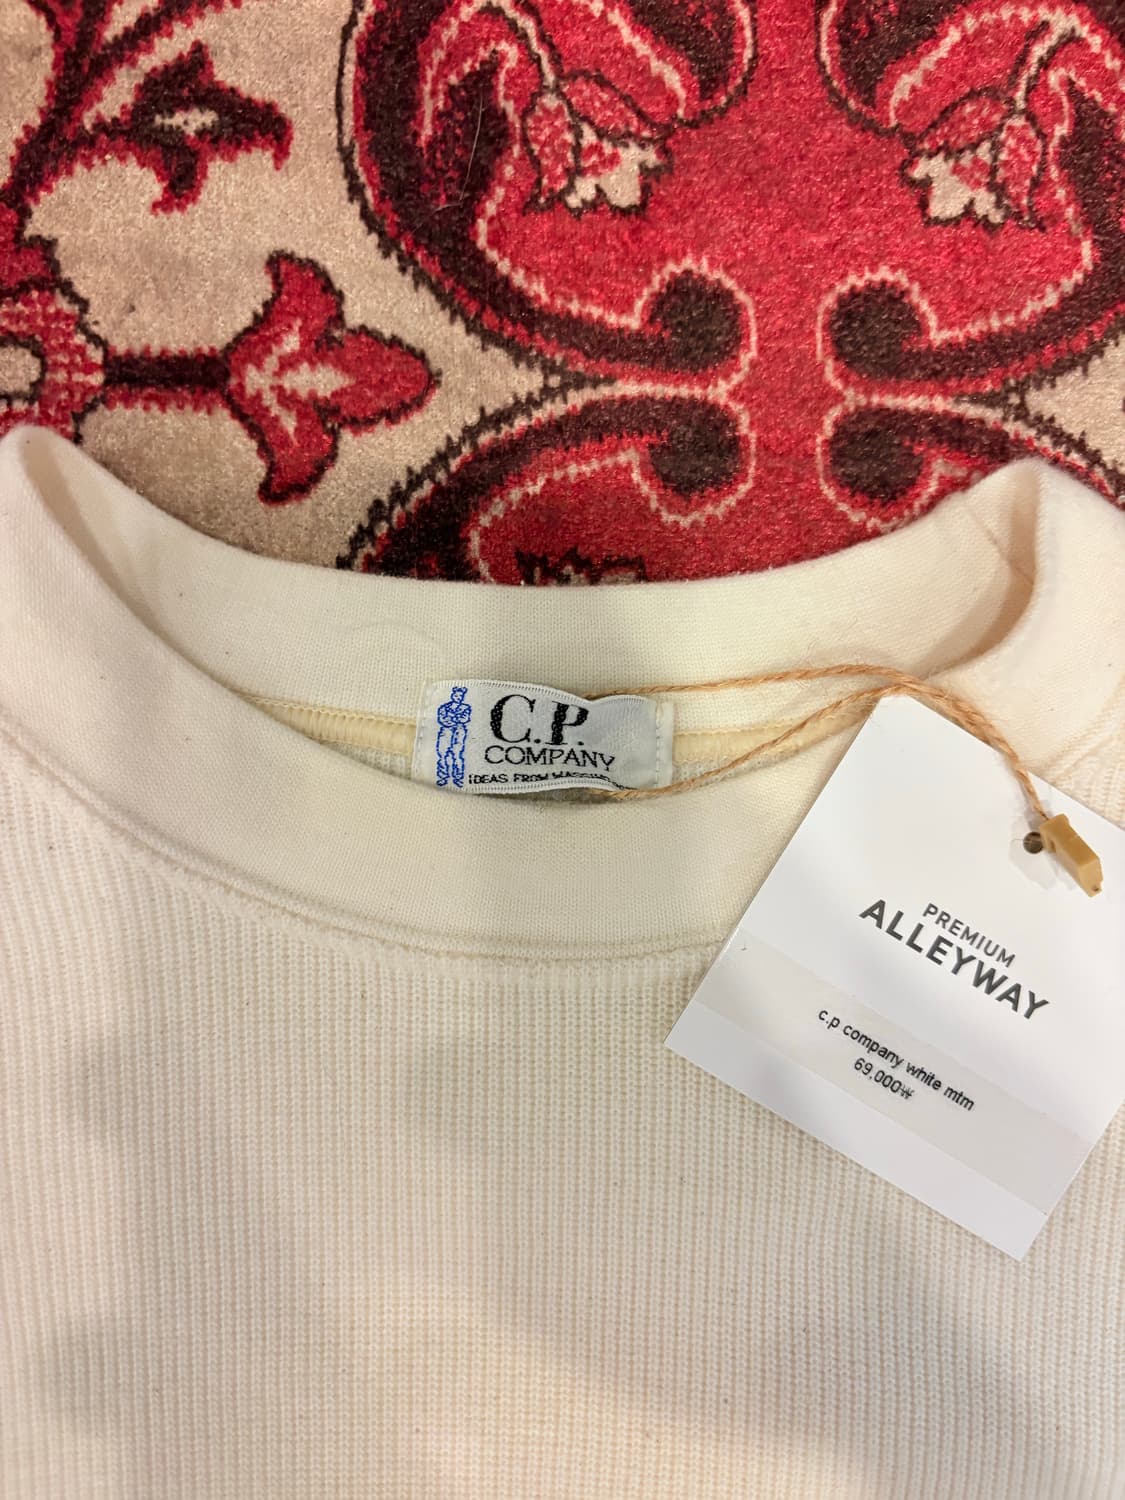 C.P.
COMPANY
IDEAS FROM
PREMIUM
ALLEYWAY
c.p company white mtm
69,000₩